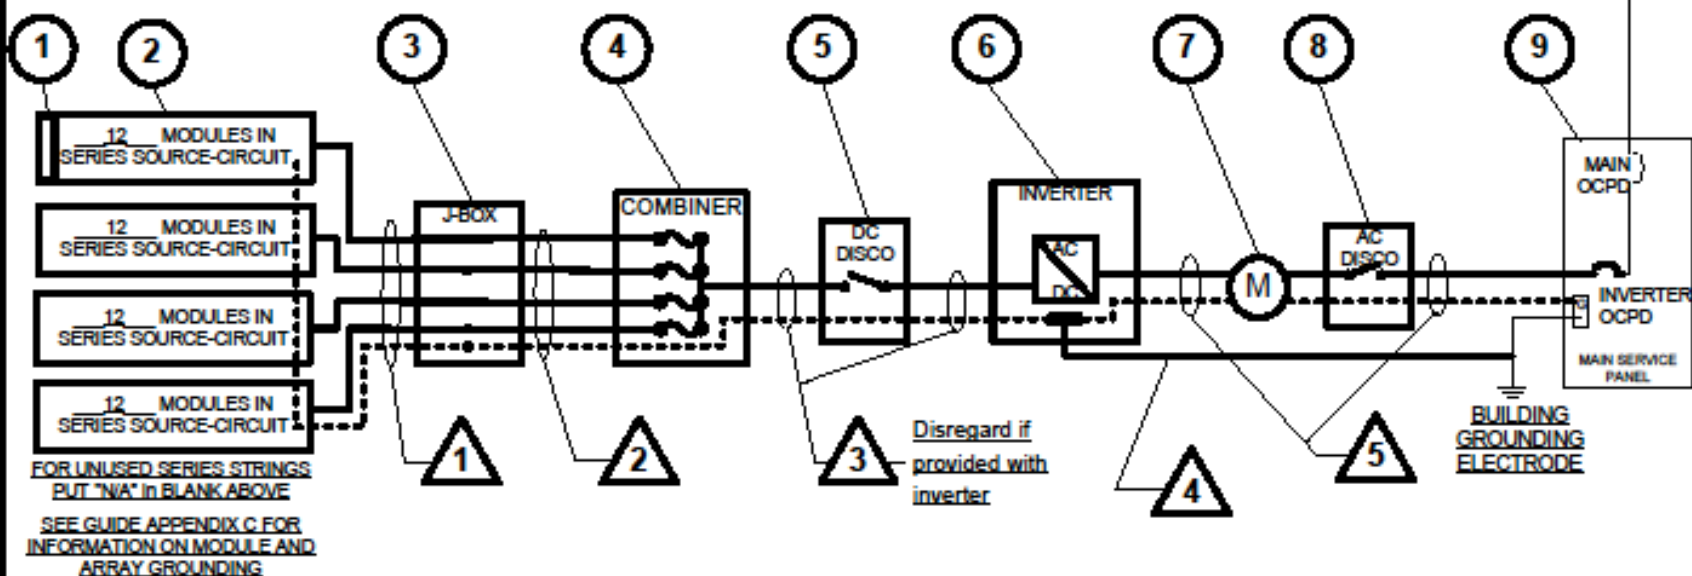 1
2
3
4
5
6
7
8
9
12 MODULES IN
SERIES SOURCE-CIRCUIT
12 MODULES IN
SERIES SOURCE-CIRCUIT
12 MODULES IN
SERIES SOURCE-CIRCUIT
12 MODULES IN
SERIES SOURCE-CIRCUIT
FOR UNUSED SERIES STRINGS
PUT "N/A" in BLANK ABOVE
SEE GUIDE APPENDIX C FOR
INFORMATION ON MODULE AND
ARRAY GROUNDING
J-BOX
COMBINER
DC
DISCO
INVERTER
AC
DC
M
AC
DISCO
MAIN
OCPD
INVERTER
OCPD
MAIN SERVICE
PANEL
BUILDING
GROUNDING
ELECTRODE
1
2
3
Disregard if
provided with
inverter
4
5